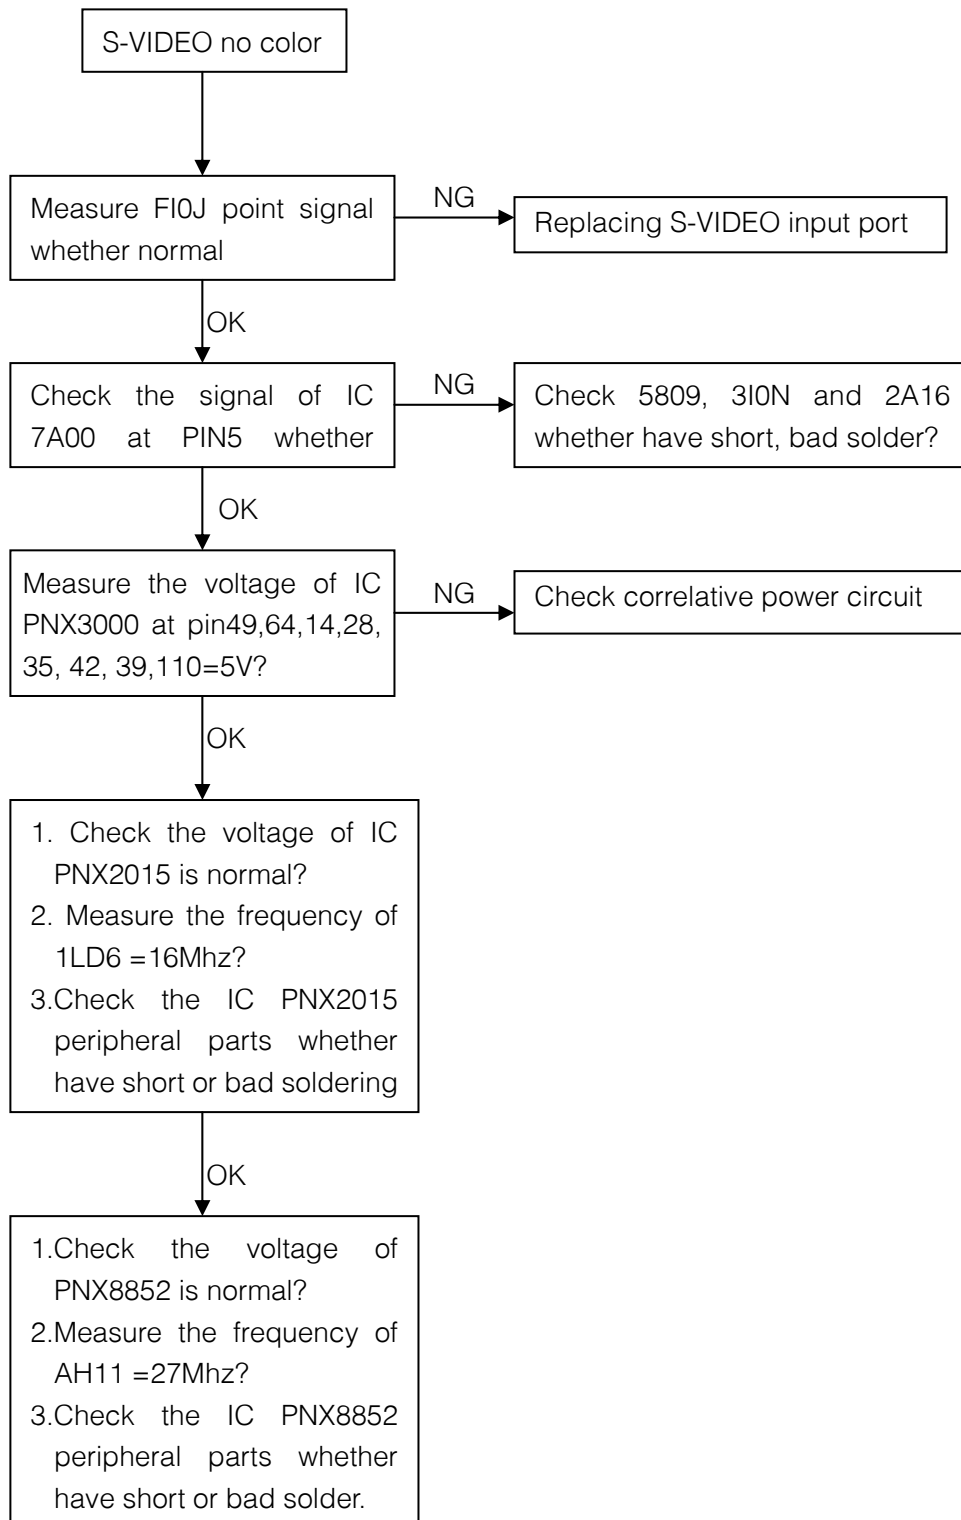 S-VIDEO no color
Measure FI0J point signal
whether normal
NG
Replacing S-VIDEO input port
OK
Check the signal of IC
7A00 at PIN5 whether
NG
Check 5809, 3I0N and 2A16
whether have short, bad solder?
OK
Measure the voltage of IC
PNX3000 at pin49,64,14,28,
35, 42, 39,110=5V?
NG
Check correlative power circuit
OK
1. Check the voltage of IC
PNX2015 is normal?
2. Measure the frequency of
1LD6 =16Mhz?
3.Check the IC PNX2015
peripheral parts whether
have short or bad soldering
OK
1.Check the voltage of
PNX8852 is normal?
2.Measure the frequency of
AH11 =27Mhz?
3.Check the IC PNX8852
peripheral parts whether
have short or bad solder.